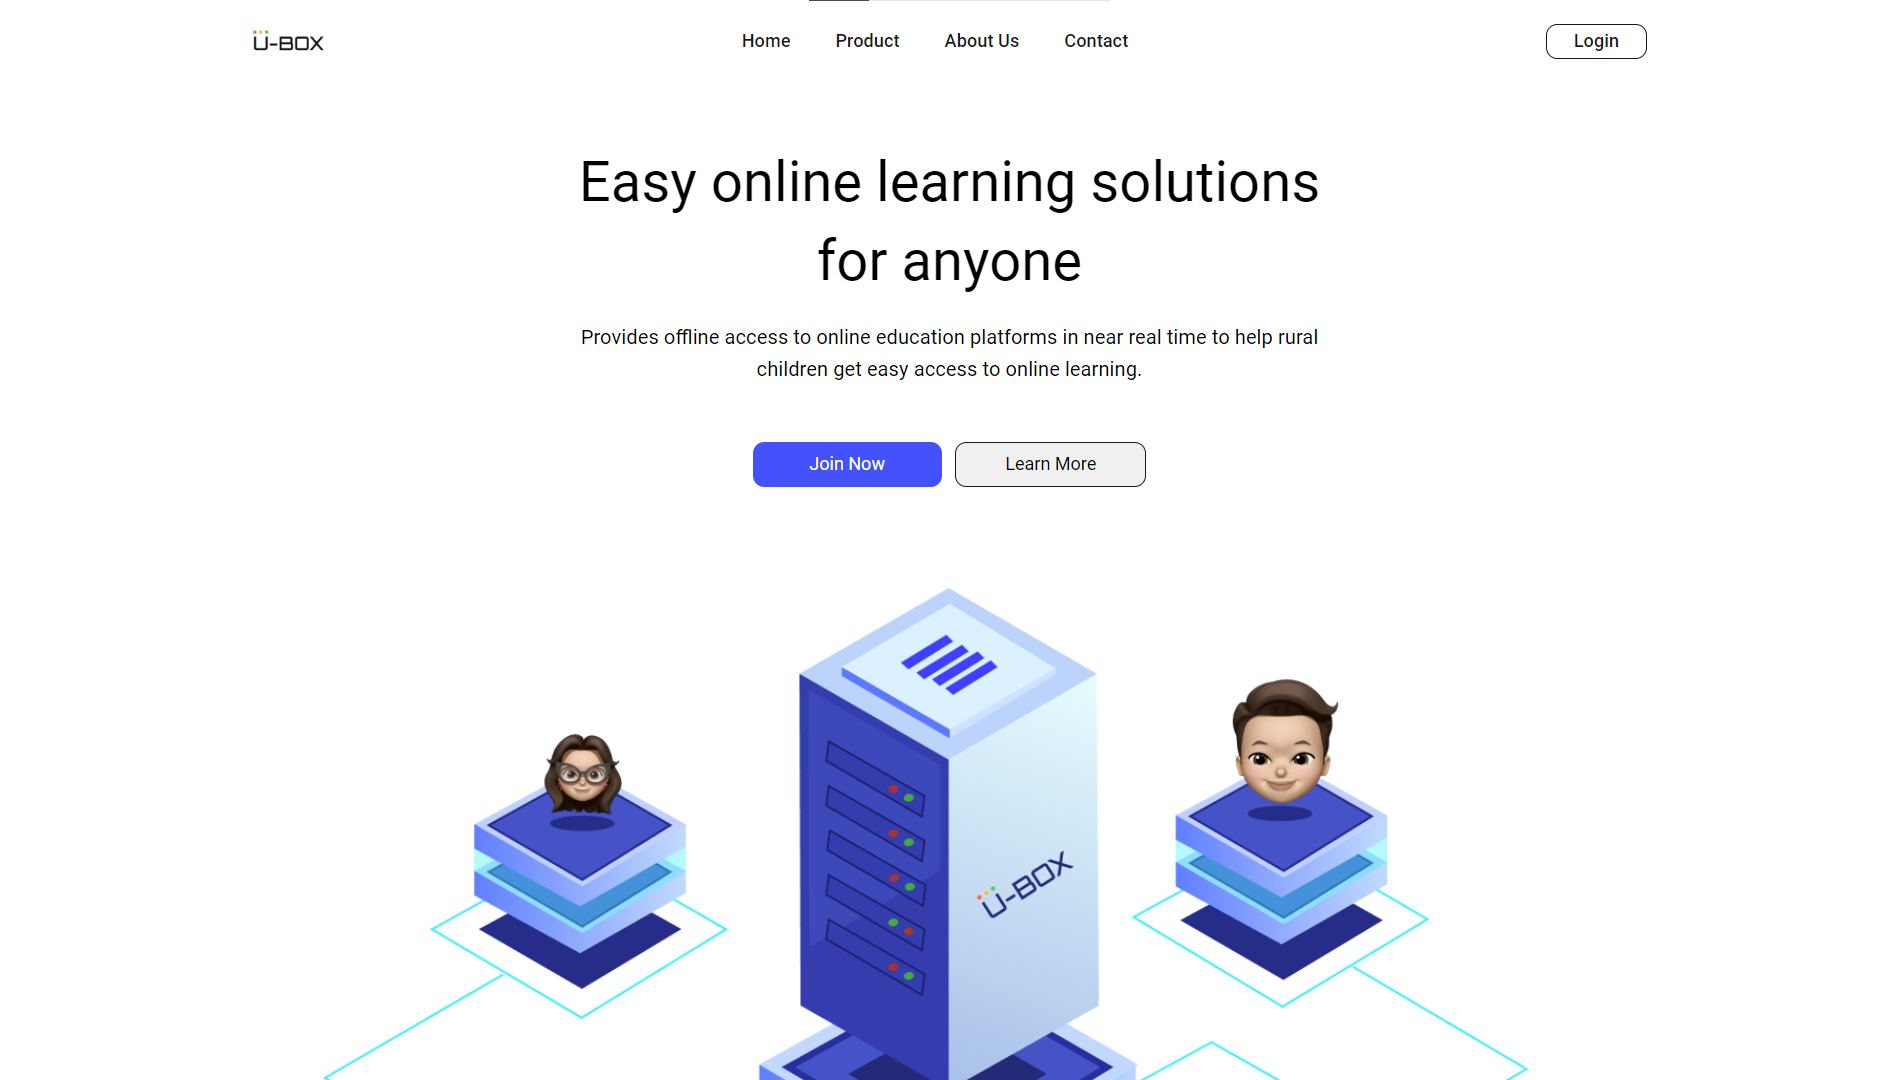 Ü-BOX
Home Product About Us Contact
Login
Easy online learning solutions
for anyone
Provides offline access to online education platforms in near real time to help rural
children get easy access to online learning.
Join Now
Learn More
Ü-BOX